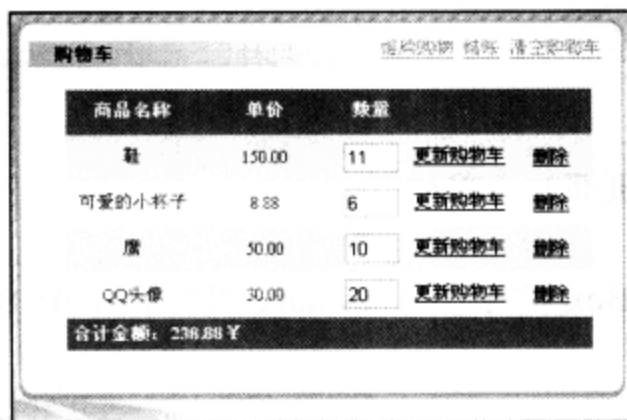 购物车
继续购物 结账 清空购物车
商品名称 单价 数量
鞋 150.00 11 更新购物车 删除
可爱的小杯子 8.88 6 更新购物车 删除
鹰 50.00 10 更新购物车 删除
QQ头像 30.00 20 更新购物车 删除
合计金额：238.88￥